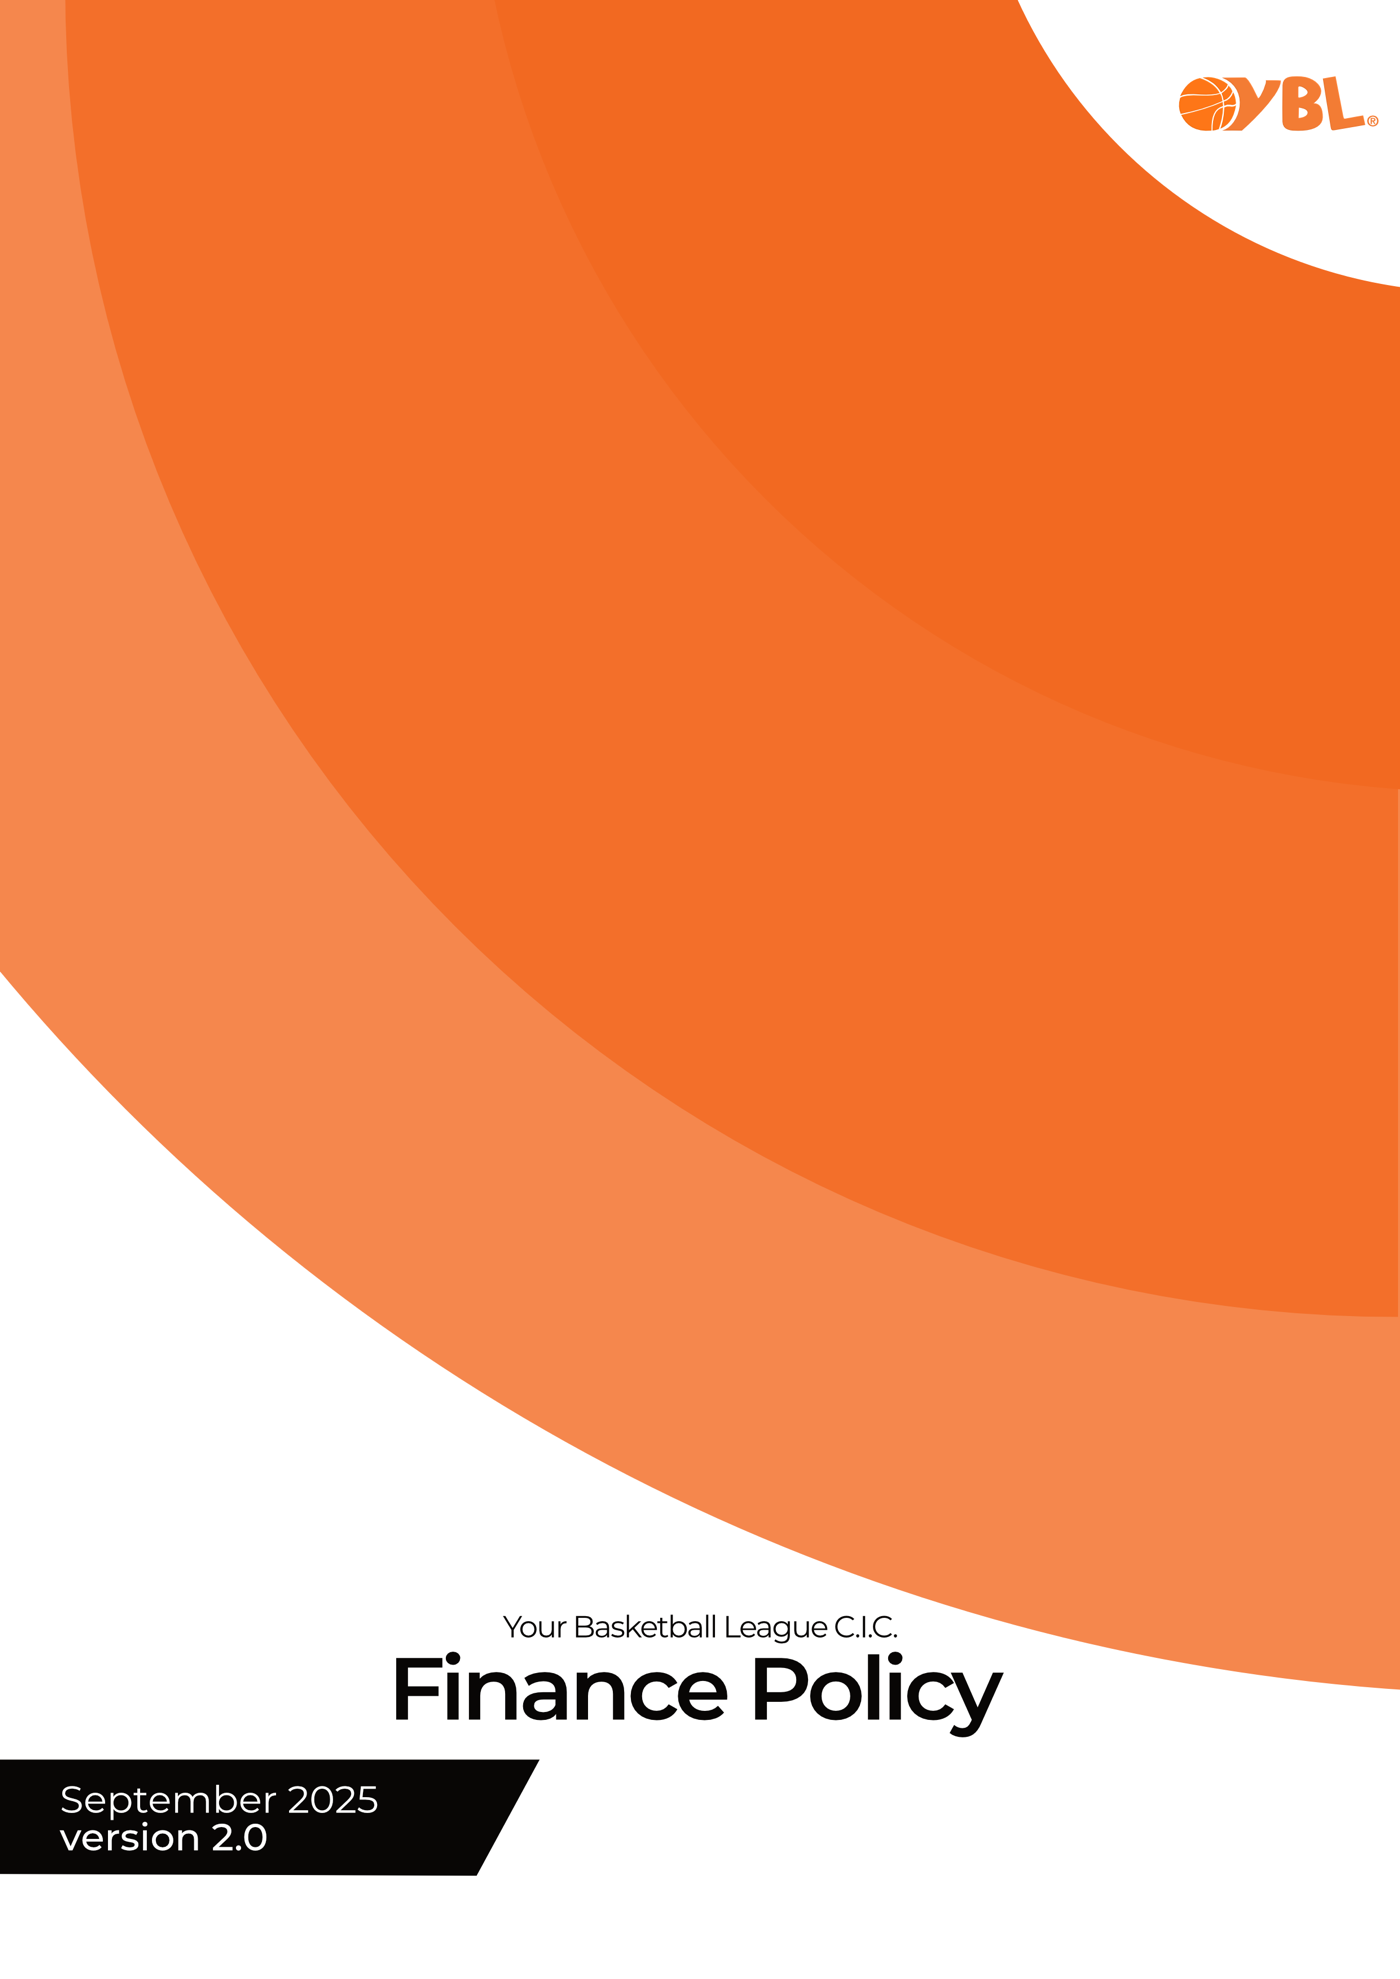 YBL®
Your Basketball League C.I.C.
Finance Policy
September 2025
version 2.0